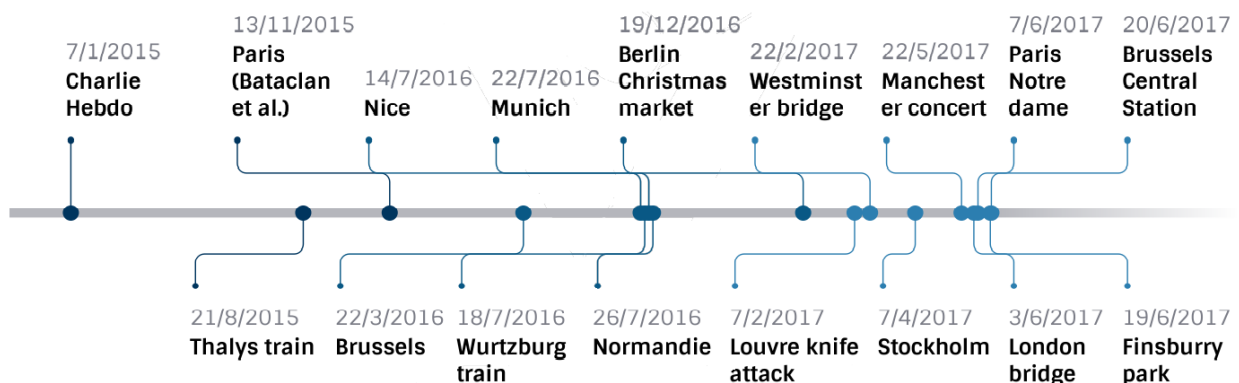 7/1/2015
Charlie
Hebdo
13/11/2015
Paris
(Bataclan
et al.)
14/7/2016
Nice
22/7/2016
Munich
19/12/2016
Berlin
Christmas
market
22/2/2017
Westminst
er bridge
22/5/2017
Manchest
er concert
7/6/2017
Paris
Notre
dame
20/6/2017
Brussels
Central
Station
21/8/2015
Thalys train
22/3/2016
Brussels
18/7/2016
Wurtzburg
train
26/7/2016
Normandie
7/2/2017
Louvre knife
attack
7/4/2017
Stockholm
3/6/2017
London
bridge
19/6/2017
Finsburry
park